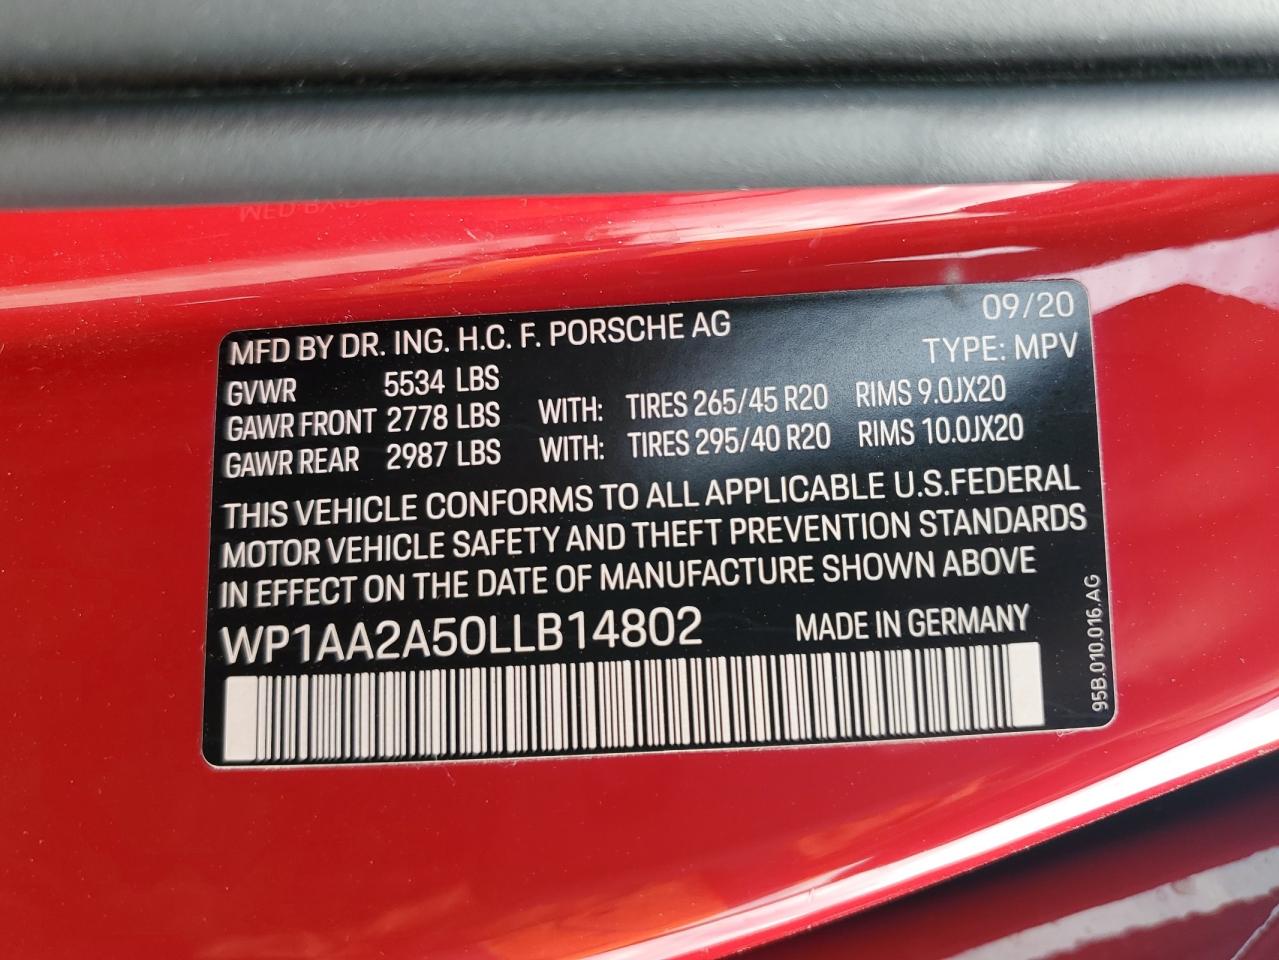 MFD BY DR. ING. H.C. F. PORSCHE AG 09/20
TYPE: MPV
GVWR 5534 LBS
GAWR FRONT 2778 LBS WITH: TIRES 265/45 R20 RIMS 9.0JX20
GAWR REAR 2987 LBS WITH: TIRES 295/40 R20 RIMS 10.0JX20
THIS VEHICLE CONFORMS TO ALL APPLICABLE U.S.FEDERAL
MOTOR VEHICLE SAFETY AND THEFT PREVENTION STANDARDS
IN EFFECT ON THE DATE OF MANUFACTURE SHOWN ABOVE
WP1AA2A50LLB14802 MADE IN GERMANY
95B.010.016.AG